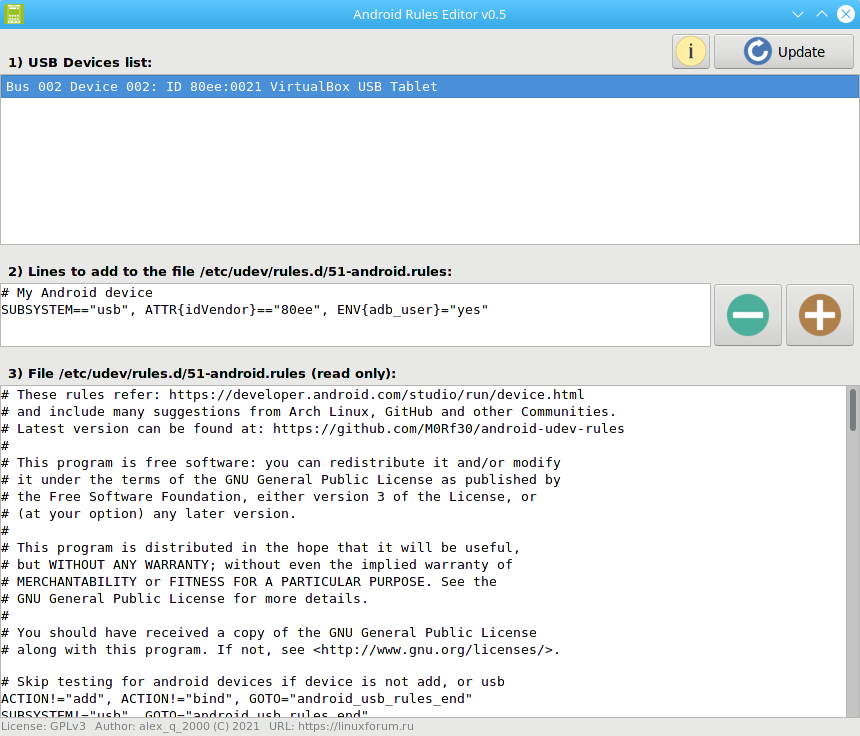 Android Rules Editor v0.5
1) USB Devices list:
i
Update
Bus 002 Device 002: ID 80ee:0021 VirtualBox USB Tablet
2) Lines to add to the file /etc/udev/rules.d/51-android.rules:
# My Android device
SUBSYSTEM=="usb", ATTR{idVendor}=="80ee", ENV{adb_user}="yes"
3) File /etc/udev/rules.d/51-android.rules (read only):
# These rules refer: https://developer.android.com/studio/run/device.html
# and include many suggestions from Arch Linux, GitHub and other Communities.
# Latest version can be found at: https://github.com/M0Rf30/android-udev-rules
#
# This program is free software: you can redistribute it and/or modify
# it under the terms of the GNU General Public License as published by
# the Free Software Foundation, either version 3 of the License, or
# (at your option) any later version.
#
# This program is distributed in the hope that it will be useful,
# but WITHOUT ANY WARRANTY; without even the implied warranty of
# MERCHANTABILITY or FITNESS FOR A PARTICULAR PURPOSE. See the
# GNU General Public License for more details.
#
# You should have received a copy of the GNU General Public License
# along with this program. If not, see <http://www.gnu.org/licenses/>.
# Skip testing for android devices if device is not add, or usb
ACTION!="add", ACTION!="bind", GOTO="android_usb_rules_end"
SUBSYSTEM!="usb", GOTO="android_usb_rules_end"
License: GPLv3 Author: alex_q_2000 (C) 2021 URL: https://linuxforum.ru